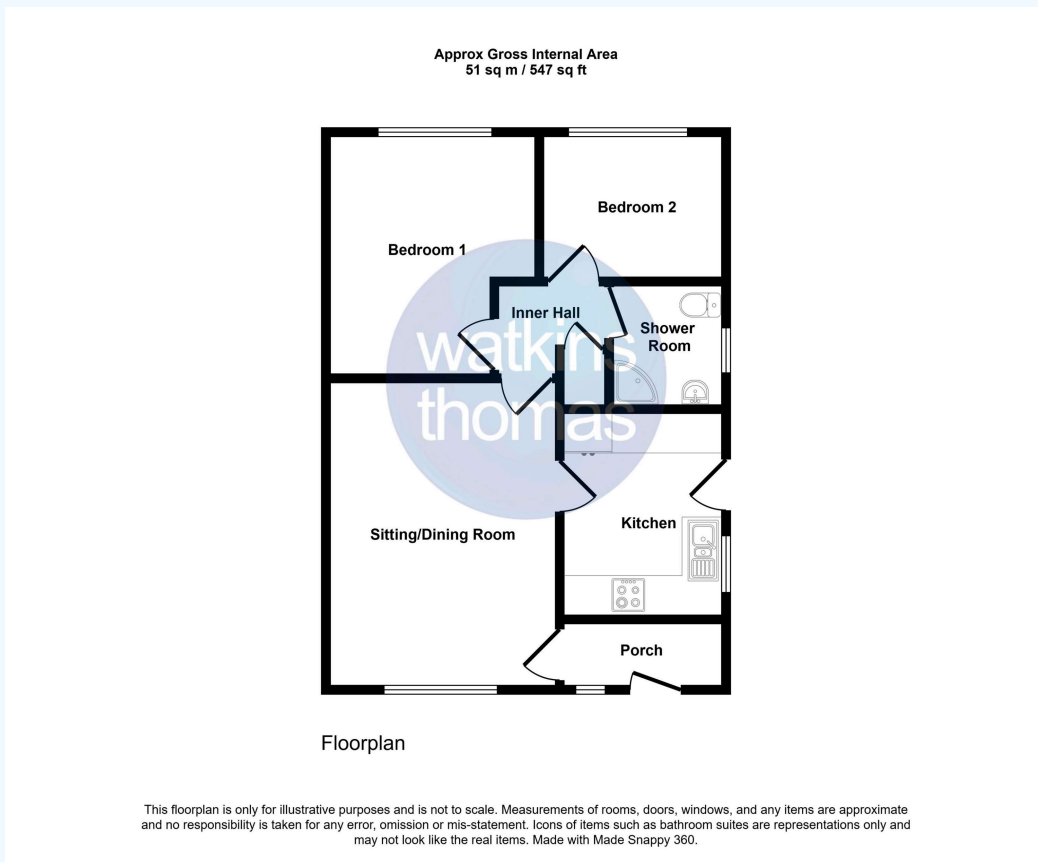 Approx Gross Internal Area
51 sq m / 547 sq ft
Bedroom 2
Bedroom 1
Inner Hall
Shower
Room
watkins
thomas
Kitchen
Sitting/Dining Room
Porch
Floorplan
This floorplan is only for illustrative purposes and is not to scale. Measurements of rooms, doors, windows, and any items are approximate
and no responsibility is taken for any error, omission or mis-statement. Icons of items such as bathroom suites are representations only and
may not look like the real items. Made with Made Snappy 360.